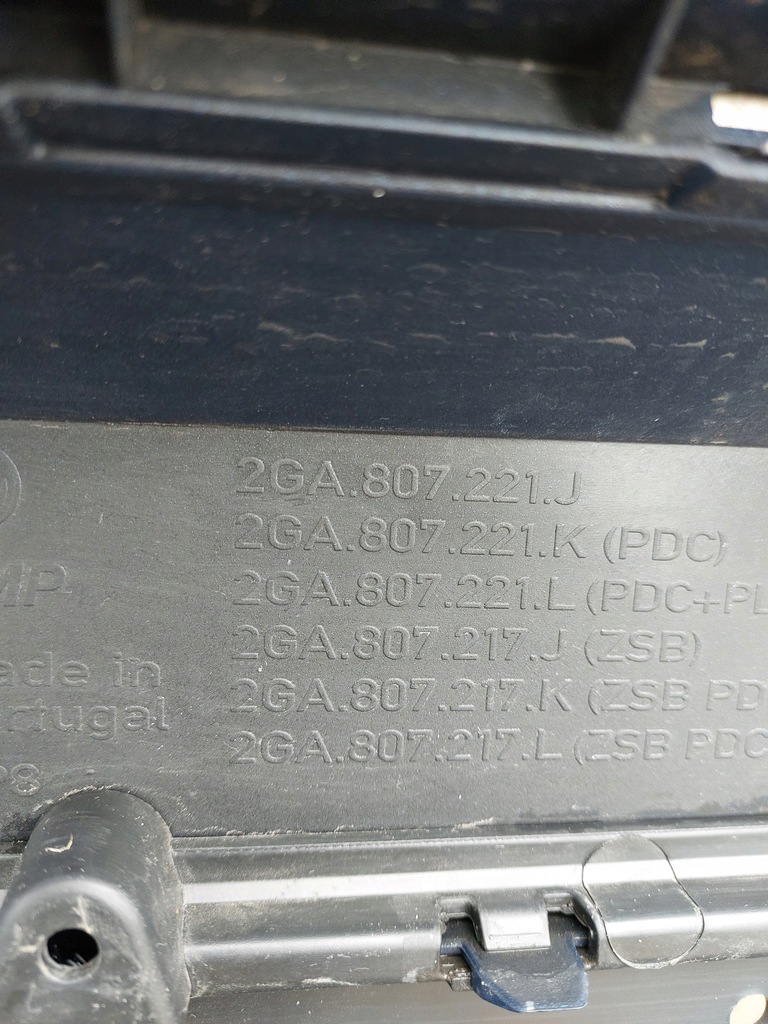 2GA.807.221.J
2GA.807.221.K (PDC)
2GA.807.221.L (PDC+PL
2GA.807.217.J (ZSB)
2GA.807.217.K (ZSB PD
2GA.807.217.L (ZSB PDC
MP
ade in
rtugal